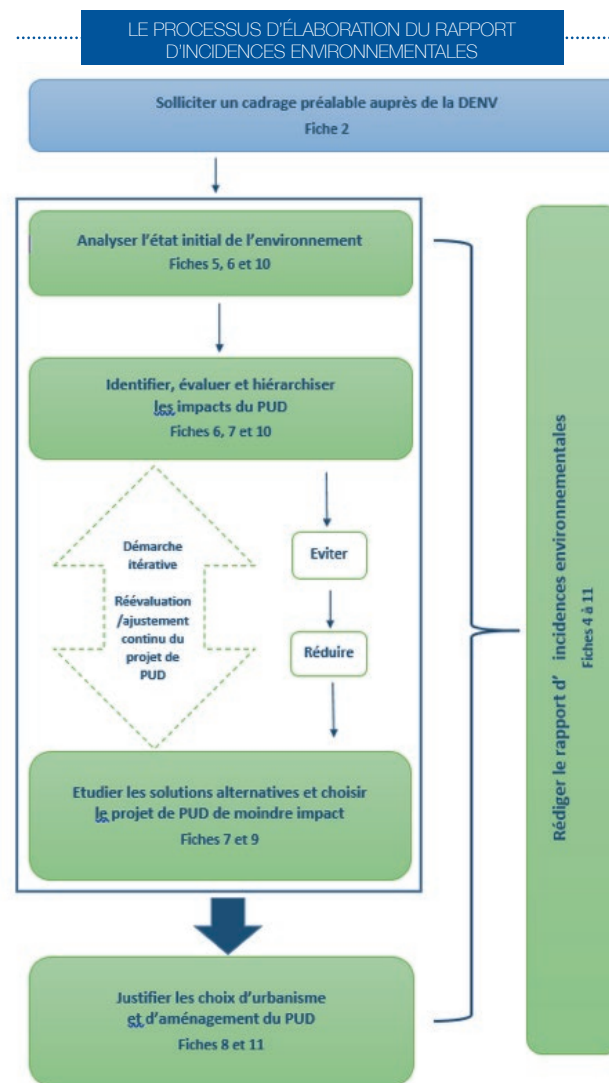 LE PROCESSUS D'ÉLABORATION DU RAPPORT
D'INCIDENCES ENVIRONNEMENTALES
Solliciter un cadrage préalable auprès de la DENV
Fiche 2
Analyser l'état initial de l'environnement
Fiches 5, 6 et 10
Identifier, évaluer et hiérarchiser
les impacts du PUD
Fiches 6, 7 et 10
Démarche
itérative
Réévaluation
/ajustement
continu du
projet de
PUD
Eviter
Réduire
Etudier les solutions alternatives et choisir
le projet de PUD de moindre impact
Fiches 7 et 9
Justifier les choix d'urbanisme
et d'aménagement du PUD
Fiches 8 et 11
Rédiger le rapport d' incidences environnementales
Fiches 4 à 11